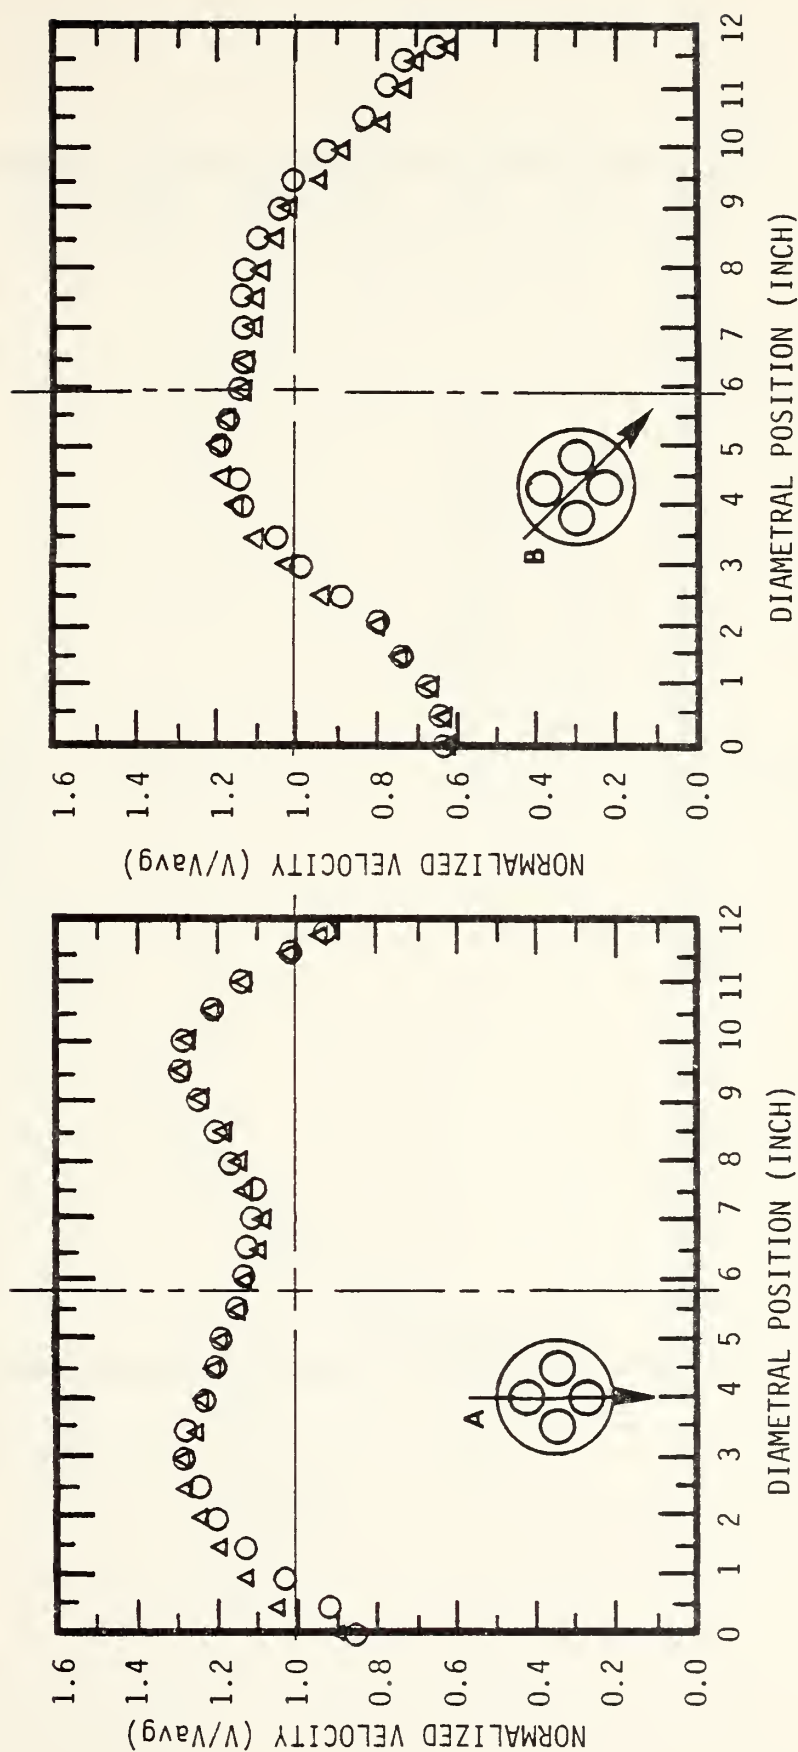 NORMALIZED VELOCITY (V/Vavg)
1.6
1.4
1.2
1.0
0.8
0.6
0.4
0.2
0.0
B
0 1 2 3 4 5 6 7 8 9 10 11 12
DIAMETRAL POSITION (INCH)
NORMALIZED VELOCITY (V/Vavg)
1.6
1.4
1.2
1.0
0.8
0.6
0.4
0.2
0.0
A
0 1 2 3 4 5 6 7 8 9 10 11 12
DIAMETRAL POSITION (INCH)